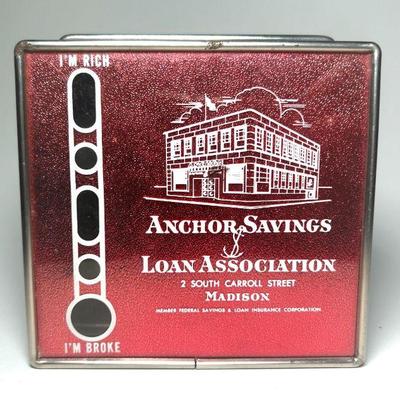 I'M RICH
ANCHOR SAVINGS
&
LOAN ASSOCIATION
2 SOUTH CARROLL STREET
MADISON
MEMBER FEDERAL SAVINGS & LOAN INSURANCE CORPORATION
I'M BROKE